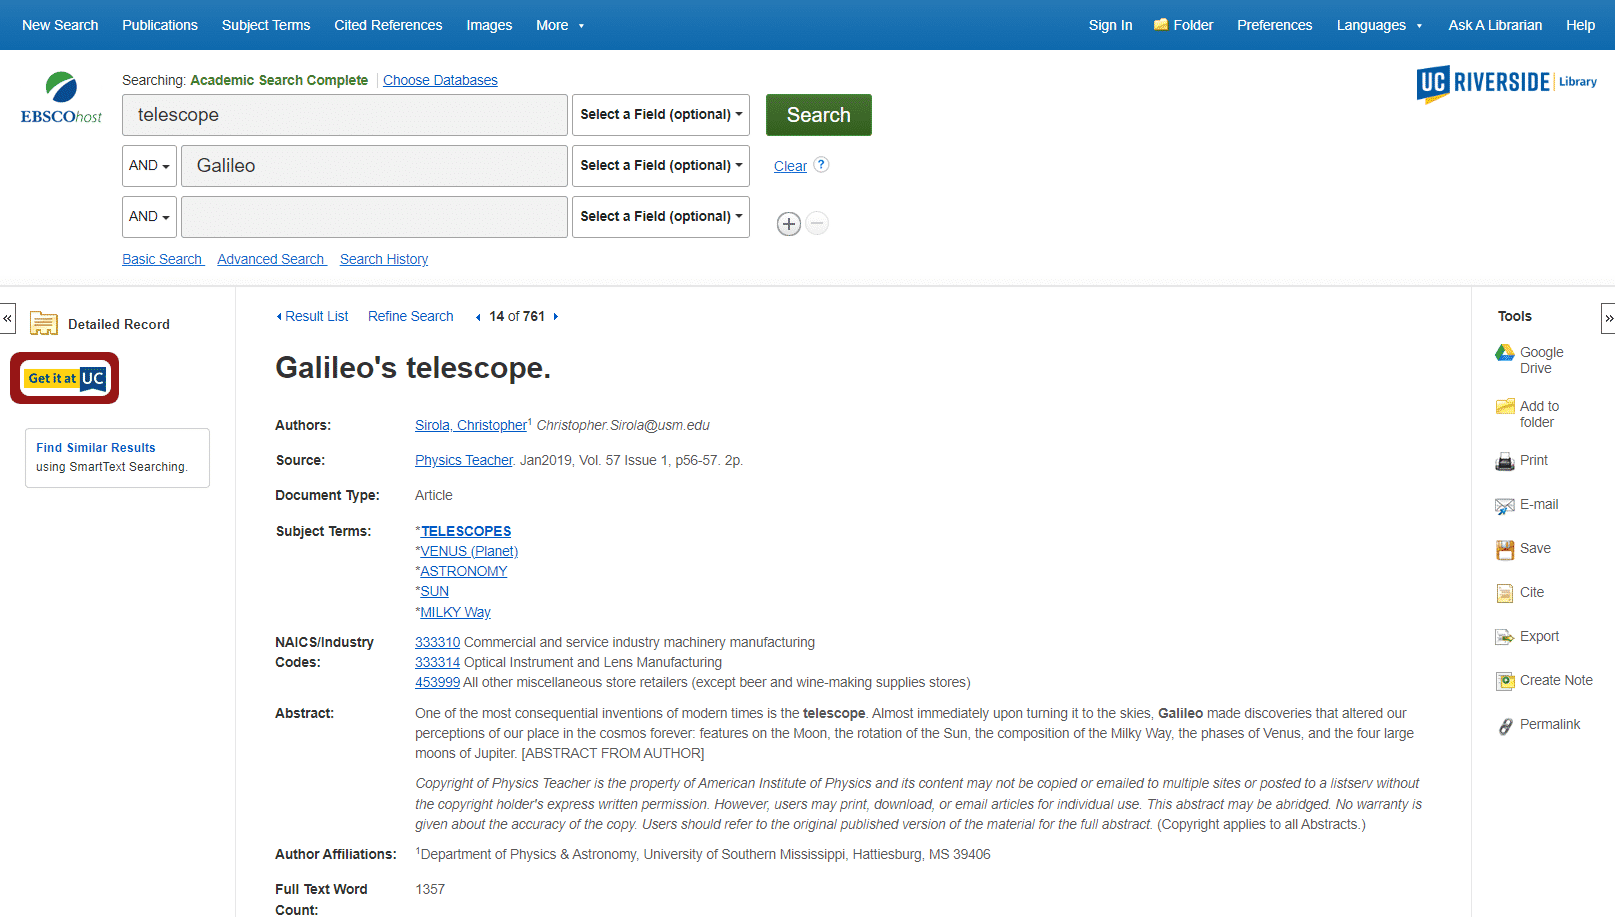 New Search Publications Subject Terms Cited References Images More Sign In Folder Preferences Languages Ask A Librarian Help
EBSCOhost
Searching: Academic Search Complete Choose Databases
UC RIVERSIDE Library
telescope Select a Field (optional) Search
AND Galileo Select a Field (optional) Clear ?
AND Select a Field (optional)
Basic Search Advanced Search Search History
« Detailed Record
Get it at UC
Find Similar Results
using SmartText Searching.
Result List Refine Search 14 of 761
Galileo's telescope.
Authors: Sirola, Christopher1 Christopher.Sirola@usm.edu
Source: Physics Teacher. Jan2019, Vol. 57 Issue 1, p56-57. 2p.
Document Type: Article
Subject Terms: *TELESCOPES
*VENUS (Planet)
*ASTRONOMY
*SUN
*MILKY Way
NAICS/Industry Codes: 333310 Commercial and service industry machinery manufacturing
333314 Optical Instrument and Lens Manufacturing
453999 All other miscellaneous store retailers (except beer and wine-making supplies stores)
Abstract: One of the most consequential inventions of modern times is the telescope. Almost immediately upon turning it to the skies, Galileo made discoveries that altered our
perceptions of our place in the cosmos forever: features on the Moon, the rotation of the Sun, the composition of the Milky Way, the phases of Venus, and the four large
moons of Jupiter. [ABSTRACT FROM AUTHOR]
Copyright of Physics Teacher is the property of American Institute of Physics and its content may not be copied or emailed to multiple sites or posted to a listserv without
the copyright holder's express written permission. However, users may print, download, or email articles for individual use. This abstract may be abridged. No warranty is
given about the accuracy of the copy. Users should refer to the original published version of the material for the full abstract. (Copyright applies to all Abstracts.)
Author Affiliations: 1Department of Physics & Astronomy, University of Southern Mississippi, Hattiesburg, MS 39406
Full Text Word Count: 1357
Tools »
Google
Drive
Add to
folder
Print
E-mail
Save
Cite
Export
Create Note
Permalink